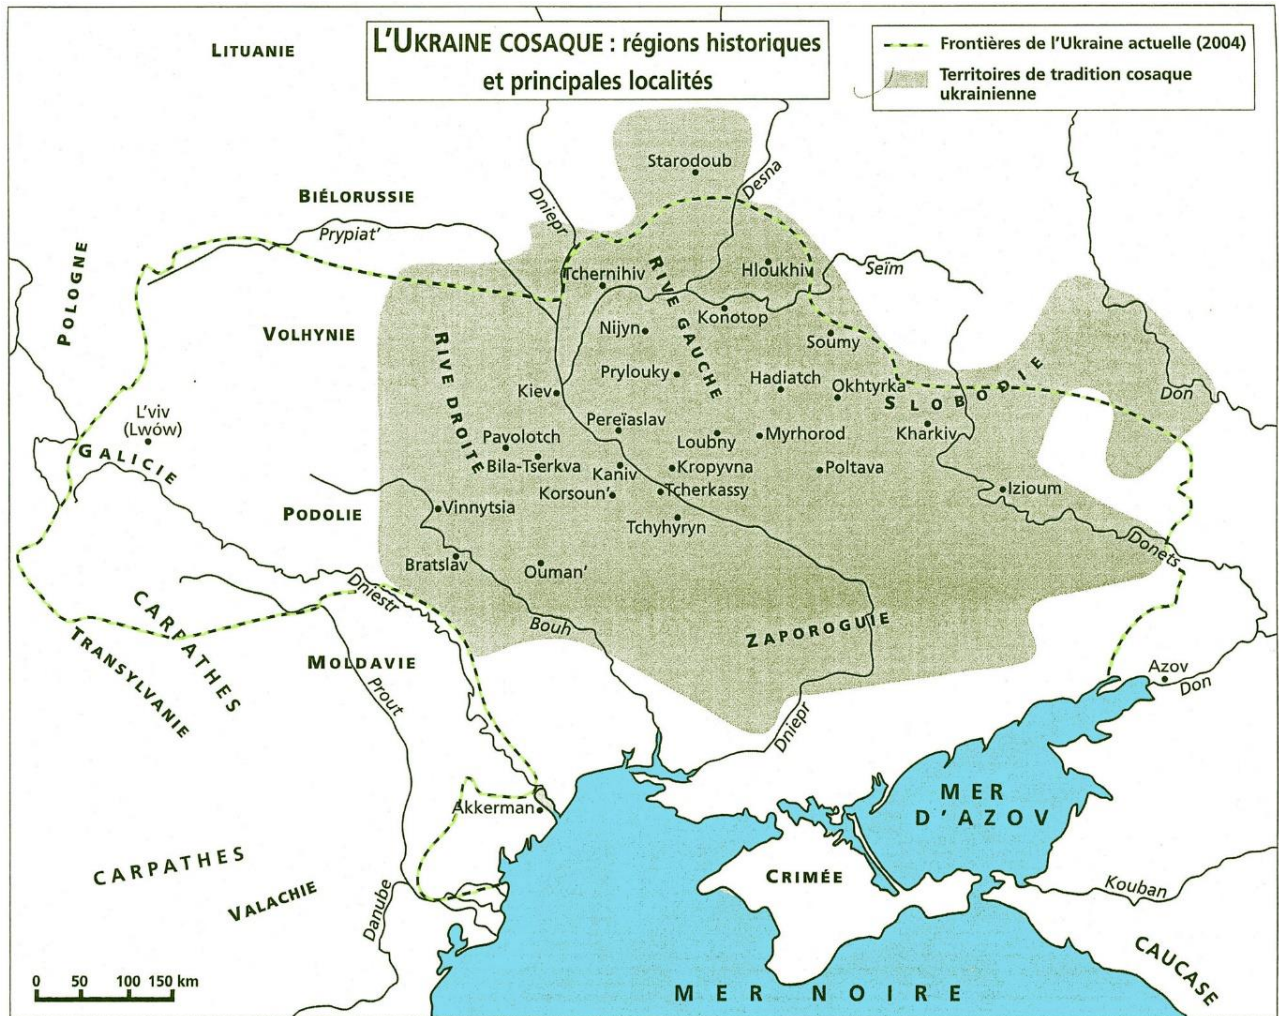 L'UKRAINE COSAQUE : régions historiques
et principales localités
Frontières de l'Ukraine actuelle (2004)
Territoires de tradition cosaque
ukrainienne
LITUANIE
BIÉLORUSSIE
POLOGNE
Prypiat'
Dniepr
Desna
Starodoub
Tchernihiv
RIVE GAUCHE
Hloukhiv
Seïm
VOLHYNIE
RIVE DROITE
Nijyn
Konotop
Soumy
Prylouky
Hadiatch
Okhtyrka
SLOBODIE
Don
Kiev
L'viv
(Lwów)
GALICIE
Pereïaslav
Pavolotch
Loubny
Myrhorod
Kharkiv
Bila-Tserkva
Kaniv
Kropyvna
Poltava
Korsoun'
Tcherkassy
Izioum
PODOLIE
Vinnytsia
Tchyhyryn
Donets
Bratslav
Ouman'
Dniestr
CARPATHES
TRANSYLVANIE
Bouh
ZAPOROGUIE
MOLDAVIE
Prout
Dniepr
Azov
Don
Akkerman
MER
D'AZOV
CARPATHES
VALACHIE
Danube
CRIMÉE
Kouban
CAUCASE
MER NOIRE
0 50 100 150 km